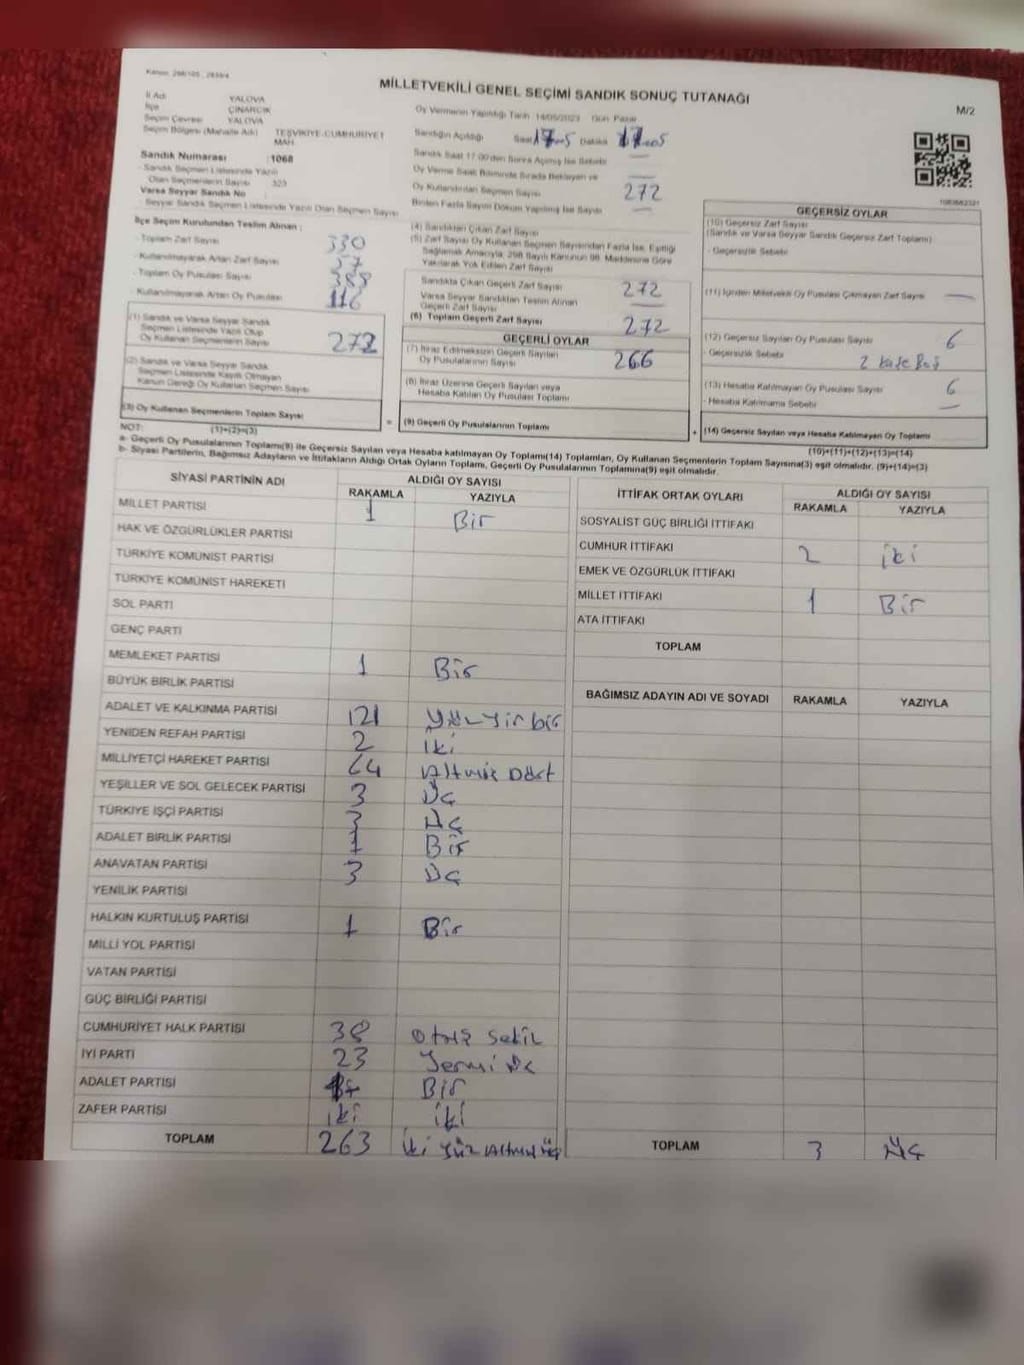 Kanun: 298/105 , 2839/4
MİLLETVEKİLİ GENEL SEÇİMİ SANDIK SONUÇ TUTANAĞI
M/2
İl Adı YALOVA
İlçe ÇINARCIK
Seçim Çevresi YALOVA
Seçim Bölgesi (Mahalle Adı) TEŞVİKİYE-CUMHURİYET MAH.
Sandık Numarası : 1068
- Sandık Seçmen Listesinde Yazılı
Olan Seçmenlerin Sayısı 323
Varsa Seyyar Sandık No
- Seyyar Sandık Seçmen Listesinde Yazılı Olan Seçmen Sayısı
İlçe Seçim Kurulundan Teslim Alınan :
- Toplam Zarf Sayısı 330
- Kullanılmayarak Artan Zarf Sayısı 57
- Toplam Oy Pusulası Sayısı 388
- Kullanılmayarak Artan Oy Pusulası 116
(1) Sandık ve Varsa Seyyar Sandık
Seçmen Listesinde Yazılı Olup
Oy Kullanan Seçmenlerin Sayısı 272
(2) Sandık ve Varsa Seyyar Sandık
Seçmen Listesinde Kayıtlı Olmayan
Kanun Gereği Oy Kullanan Seçmen Sayısı
(3) Oy Kullanan Seçmenlerin Toplam Sayısı
(1)+(2)=(3)
Oy Vermenin Yapıldığı Tarih 14/05/2023 Gün Pazar
Sandığın Açıldığı Saat 17 Dakika
Sandık Saat 17:00'den Sonra Açılmış İse Sebebi
Oy Verme Saati Bitiminde Sırada Bekleyen ve
Oy Kullandırılan Seçmen Sayısı 272
Birden Fazla Sayım Döküm Yapılmış İse Sayısı
(4) Sandıktan Çıkan Zarf Sayısı
(5) Zarf Sayısı Oy Kullanan Seçmen Sayısından Fazla İse, Eşitliği
Sağlamak Amacıyla, 298 Sayılı Kanunun 98. Maddesine Göre
Yakılarak Yok Edilen Zarf Sayısı
Sandıkta Çıkan Geçerli Zarf Sayısı 272
Varsa Seyyar Sandıktan Teslim Alınan
Geçerli Zarf Sayısı
(6) Toplam Geçerli Zarf Sayısı 272
GEÇERLİ OYLAR
(7) İtiraz Edilmeksizin Geçerli Sayılan
Oy Pusulalarının Sayısı 266
(8) İtiraz Üzerine Geçerli Sayılan veya
Hesaba Katılan Oy Pusulası Toplamı
= (9) Geçerli Oy Pusulalarının Toplamı
GEÇERSİZ OYLAR
(10) Geçersiz Zarf Sayısı
(Sandık ve Varsa Seyyar Sandık Geçersiz Zarf Toplamı)
- Geçersizlik Sebebi
(11) İçinden Milletvekili Oy Pusulası Çıkmayan Zarf Sayısı —
(12) Geçersiz Sayılan Oy Pusulası Sayısı 6
- Geçersizlik Sebebi 2 kaşe
(13) Hesaba Katılmayan Oy Pusulası Sayısı 6
- Hesaba Katılmama Sebebi —
+ (14) Geçersiz Sayılan veya Hesaba Katılmayan Oy Toplamı
(10)+(11)+(12)+(13)=(14)
NOT:
a- Geçerli Oy Pusulalarının Toplamı(9) ile Geçersiz Sayılan veya Hesaba katılmayan Oy Toplamı(14) Toplamları, Oy Kullanan Seçmenlerin Toplam Sayısına(3) eşit olmalıdır. (9)+(14)=(3)
b- Siyasi Partilerin, Bağımsız Adayların ve İttifakların Aldığı Ortak Oyların Toplamı, Geçerli Oy Pusulalarının Toplamına(9) eşit olmalıdır.
SİYASİ PARTİNİN ADI ALDIĞI OY SAYISI
RAKAMLA YAZIYLA
MİLLET PARTİSİ 1 Bir
HAK VE ÖZGÜRLÜKLER PARTİSİ
TÜRKİYE KOMÜNİST PARTİSİ
TÜRKİYE KOMÜNİST HAREKETİ
SOL PARTİ
GENÇ PARTİ
MEMLEKET PARTİSİ 1 Bir
BÜYÜK BİRLİK PARTİSİ
ADALET VE KALKINMA PARTİSİ 121
YENİDEN REFAH PARTİSİ 2 iki
MİLLİYETÇİ HAREKET PARTİSİ 64 Altmış Dört
YEŞİLLER VE SOL GELECEK PARTİSİ 3 Üç
TÜRKİYE İŞÇİ PARTİSİ 3 Üç
ADALET BİRLİK PARTİSİ 1 Bir
ANAVATAN PARTİSİ 3 Üç
YENİLİK PARTİSİ
HALKIN KURTULUŞ PARTİSİ 1 Bir
MİLLİ YOL PARTİSİ
VATAN PARTİSİ
GÜÇ BİRLİĞİ PARTİSİ
CUMHURİYET HALK PARTİSİ 38 otuz sekiz
İYİ PARTİ 23 Yermi üç
ADALET PARTİSİ Bir
ZAFER PARTİSİ iki iki
TOPLAM 263 iki yüz Altmış üç
İTTİFAK ORTAK OYLARI ALDIĞI OY SAYISI
RAKAMLA YAZIYLA
SOSYALİST GÜÇ BİRLİĞİ İTTİFAKI
CUMHUR İTTİFAKI 2 iki
EMEK VE ÖZGÜRLÜK İTTİFAKI
MİLLET İTTİFAKI 1 Bir
ATA İTTİFAKI
TOPLAM
BAĞIMSIZ ADAYIN ADI VE SOYADI RAKAMLA YAZIYLA
TOPLAM 3 Üç